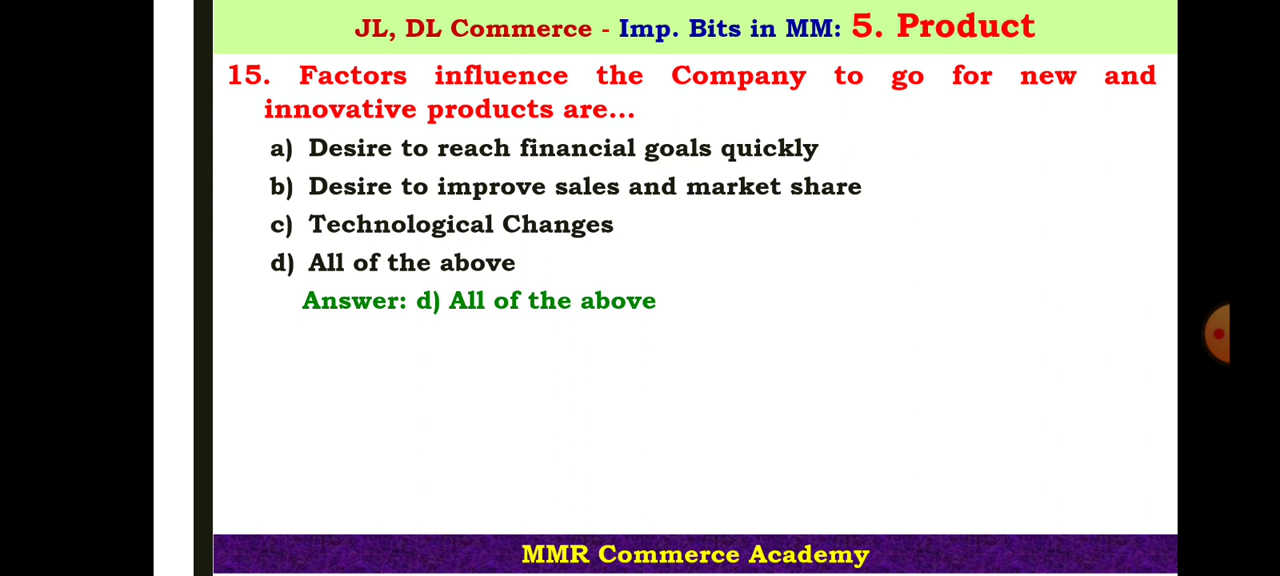 JL, DL Commerce - Imp. Bits in MM: 5. Product
15. Factors influence the Company to go for new and
innovative products are...
a) Desire to reach financial goals quickly
b) Desire to improve sales and market share
c) Technological Changes
d) All of the above
Answer: d) All of the above
MMR Commerce Academy